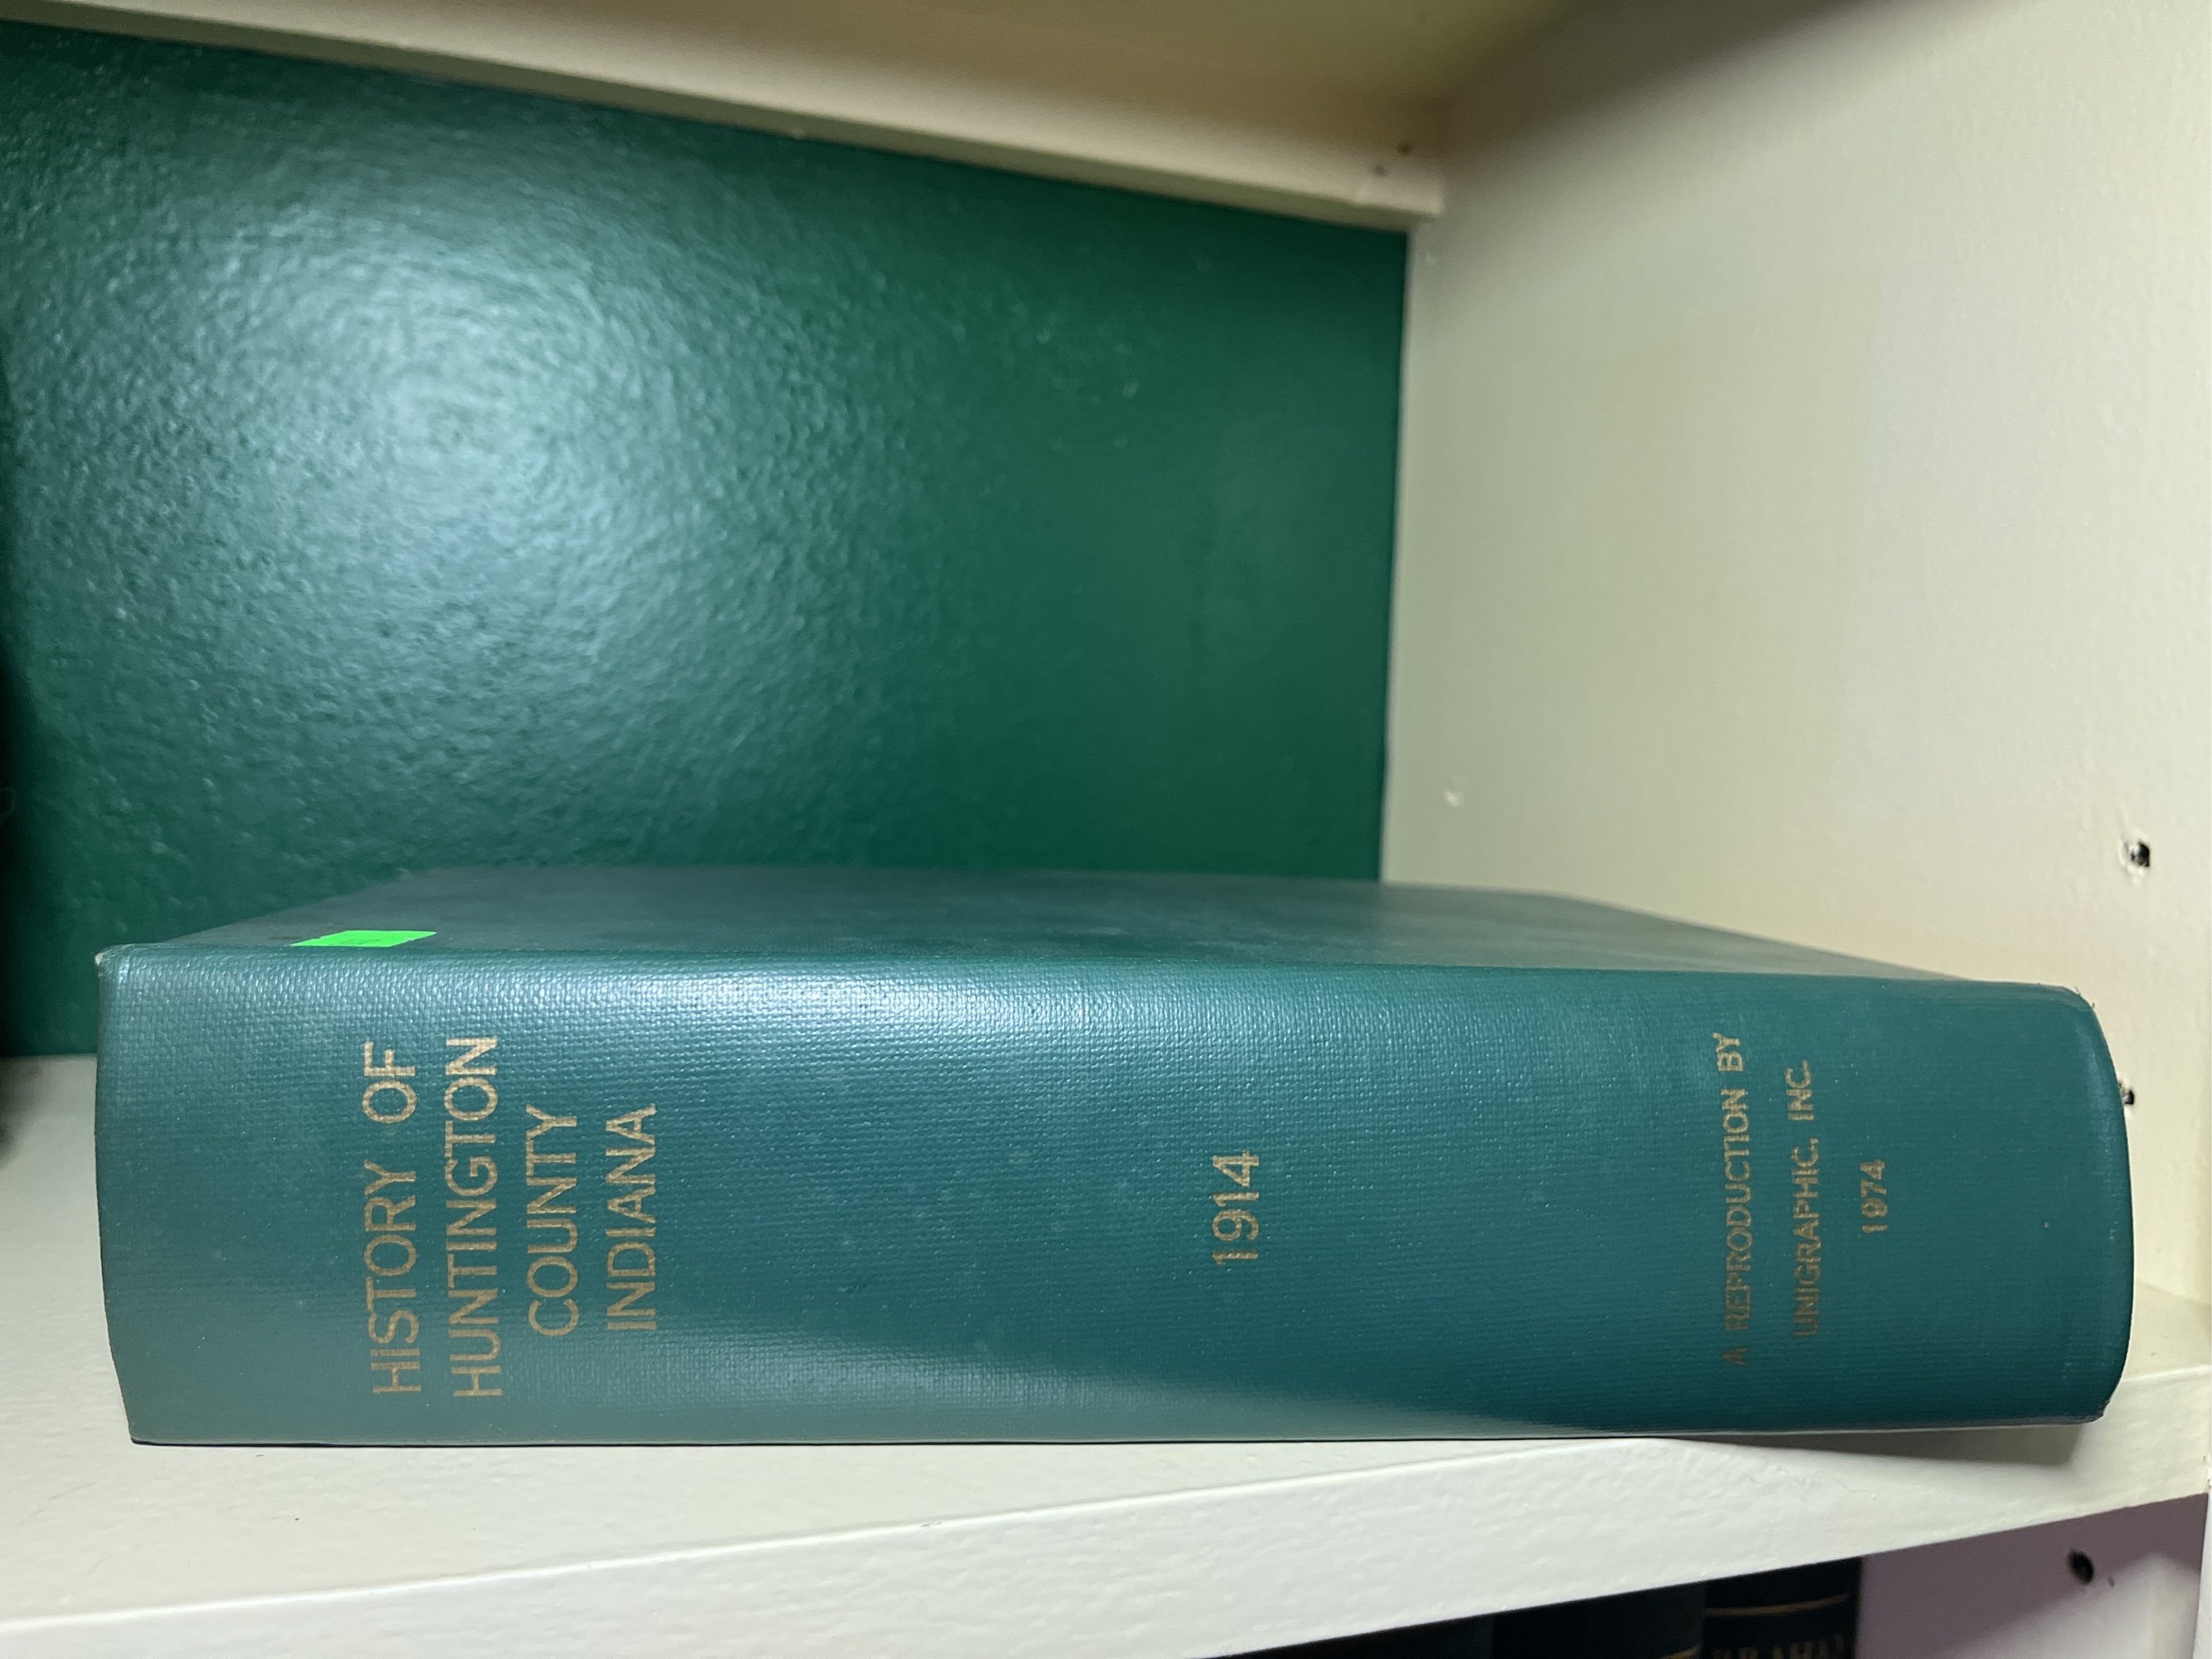 HISTORY OF
HUNTINGTON
COUNTY
INDIANA
1914
A REPRODUCTION BY
UNIGRAPHIC, INC.
1974